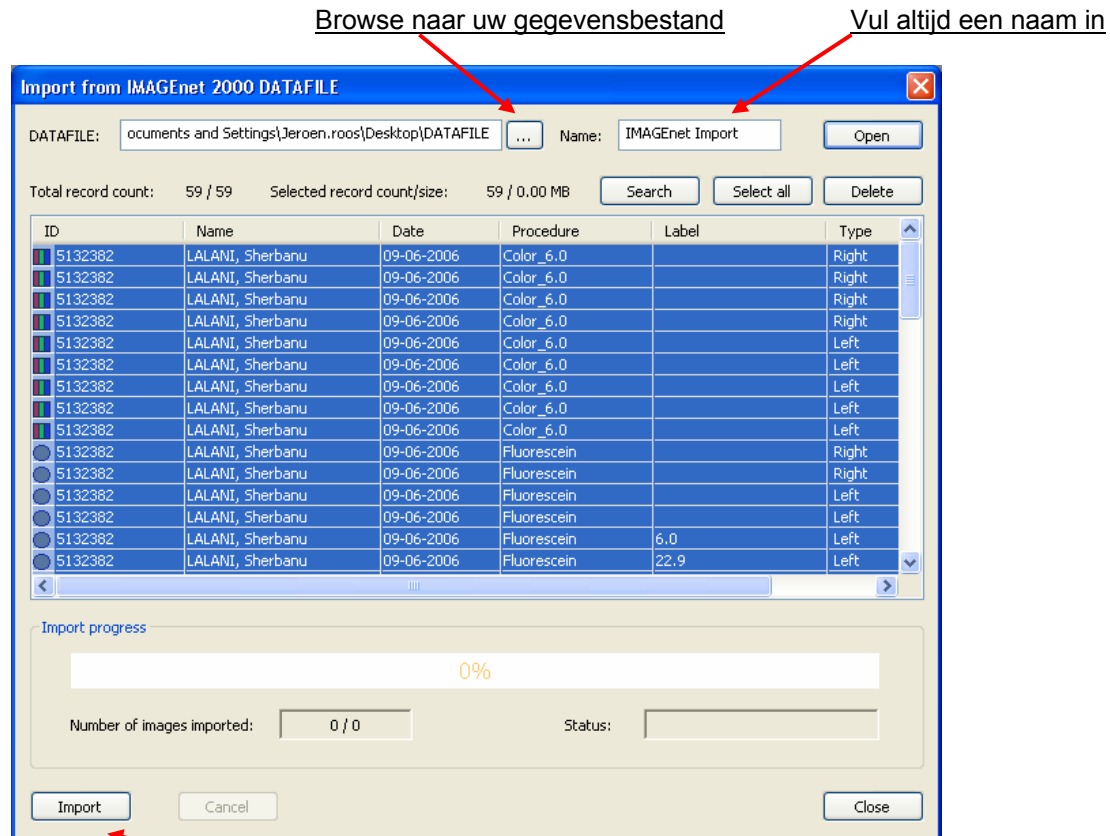 Browse naar uw gegevensbestand Vul altijd een naam in
Import from IMAGEnet 2000 DATAFILE
DATAFILE: ocuments and Settings\Jeroen.roos\Desktop\DATAFILE ... Name: IMAGEnet Import Open
Total record count: 59 / 59 Selected record count/size: 59 / 0.00 MB Search Select all Delete
ID Name Date Procedure Label Type
5132382 LALANI, Sherbanu 09-06-2006 Color_6.0 Right
5132382 LALANI, Sherbanu 09-06-2006 Color_6.0 Right
5132382 LALANI, Sherbanu 09-06-2006 Color_6.0 Right
5132382 LALANI, Sherbanu 09-06-2006 Color_6.0 Right
5132382 LALANI, Sherbanu 09-06-2006 Color_6.0 Left
5132382 LALANI, Sherbanu 09-06-2006 Color_6.0 Left
5132382 LALANI, Sherbanu 09-06-2006 Color_6.0 Left
5132382 LALANI, Sherbanu 09-06-2006 Color_6.0 Left
5132382 LALANI, Sherbanu 09-06-2006 Color_6.0 Left
5132382 LALANI, Sherbanu 09-06-2006 Fluorescein Right
5132382 LALANI, Sherbanu 09-06-2006 Fluorescein Right
5132382 LALANI, Sherbanu 09-06-2006 Fluorescein Left
5132382 LALANI, Sherbanu 09-06-2006 Fluorescein Left
5132382 LALANI, Sherbanu 09-06-2006 Fluorescein 6.0 Left
5132382 LALANI, Sherbanu 09-06-2006 Fluorescein 22.9 Left
Import progress
0%
Number of images imported: 0 / 0 Status:
Import Cancel Close